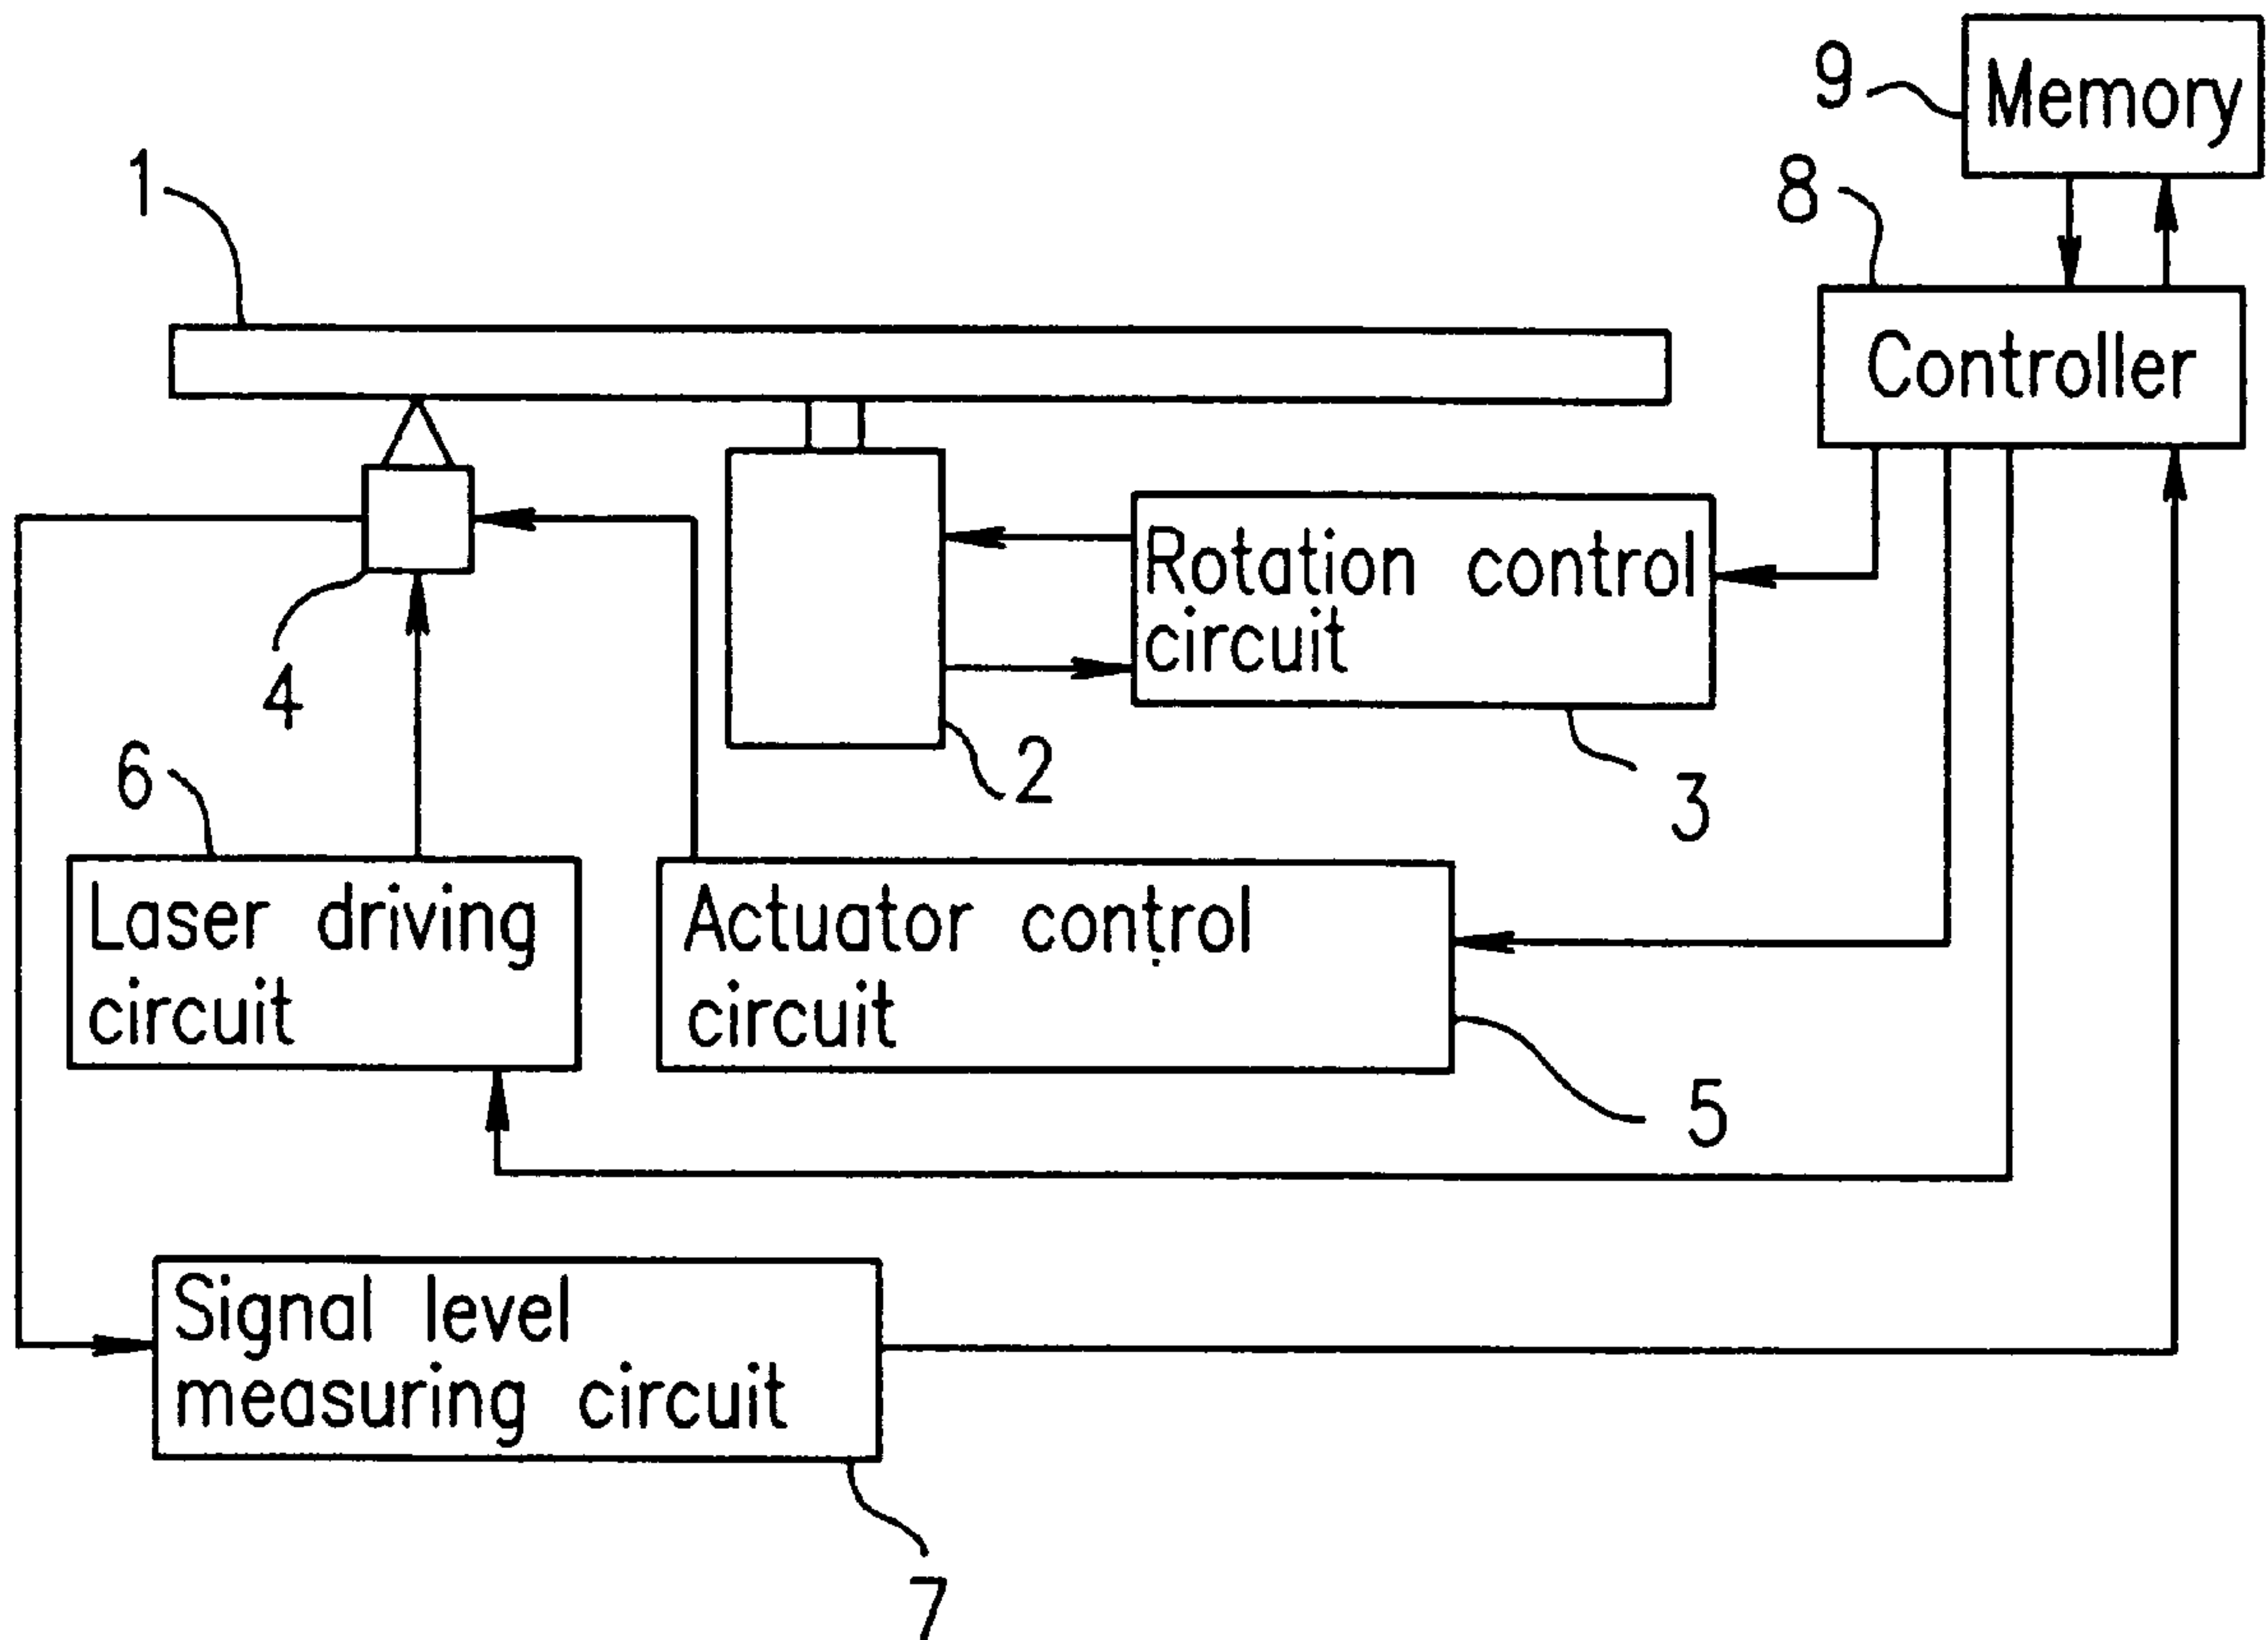 9
Memory
1
8
Controller
Rotation control
circuit
4
2
6
3
Laser driving
circuit
Actuator control
circuit
5
Signal level
measuring circuit
7